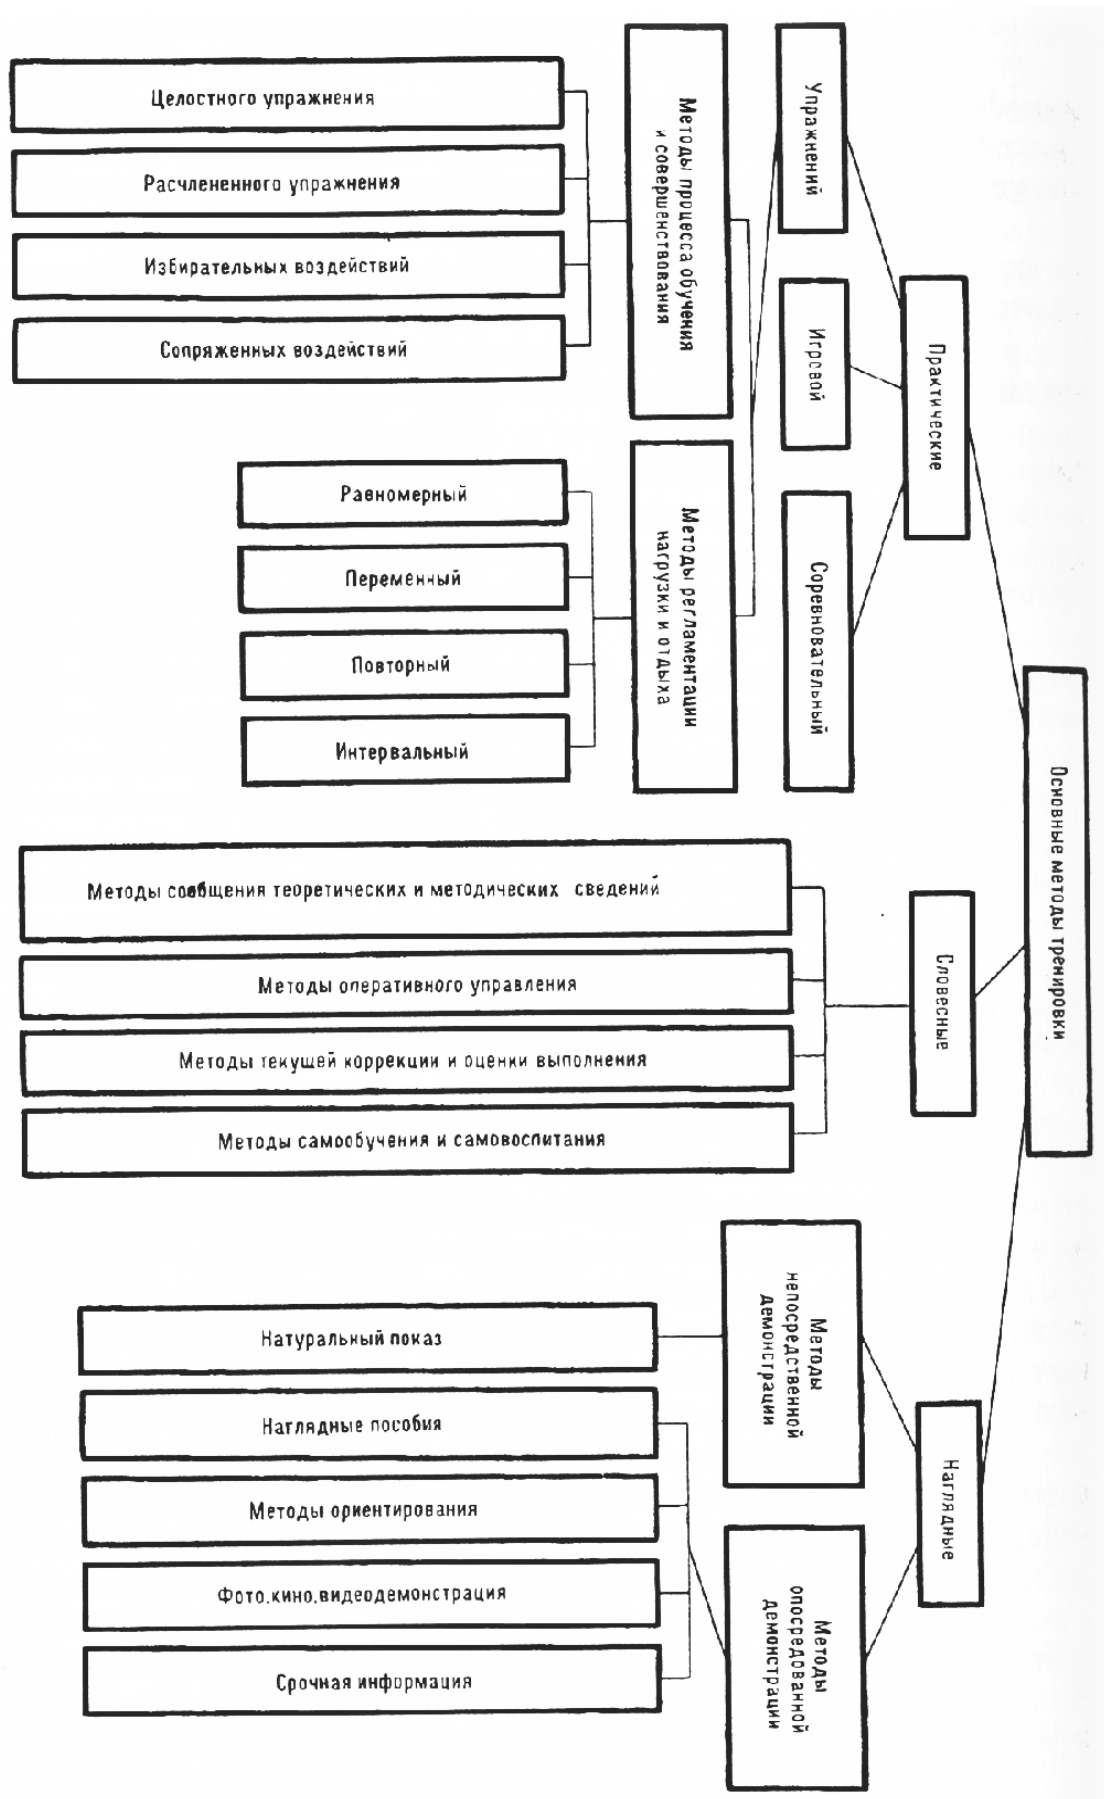 Основные методы тренировки
Практические
Словесные
Наглядные
Упражнений
Игровой
Соревновательный
Методы процесса обучения
и совершенствования
Целостного упражнения
Расчлененного упражнения
Избирательных воздействий
Сопряженных воздействий
Методы регламентации
нагрузки и отдыха
Равномерный
Переменный
Повторный
Интервальный
Методы сообщения теоретических и методических сведений
Методы оперативного управления
Методы текущей коррекции и оценки выполнения
Методы самообучения и самовоспитания
Методы
непосредственной
демонстрации
Натуральный показ
Методы
опосредованной
демонстрации
Наглядные пособия
Методы ориентирования
Фото.кино.видеодемонстрация
Срочная информация